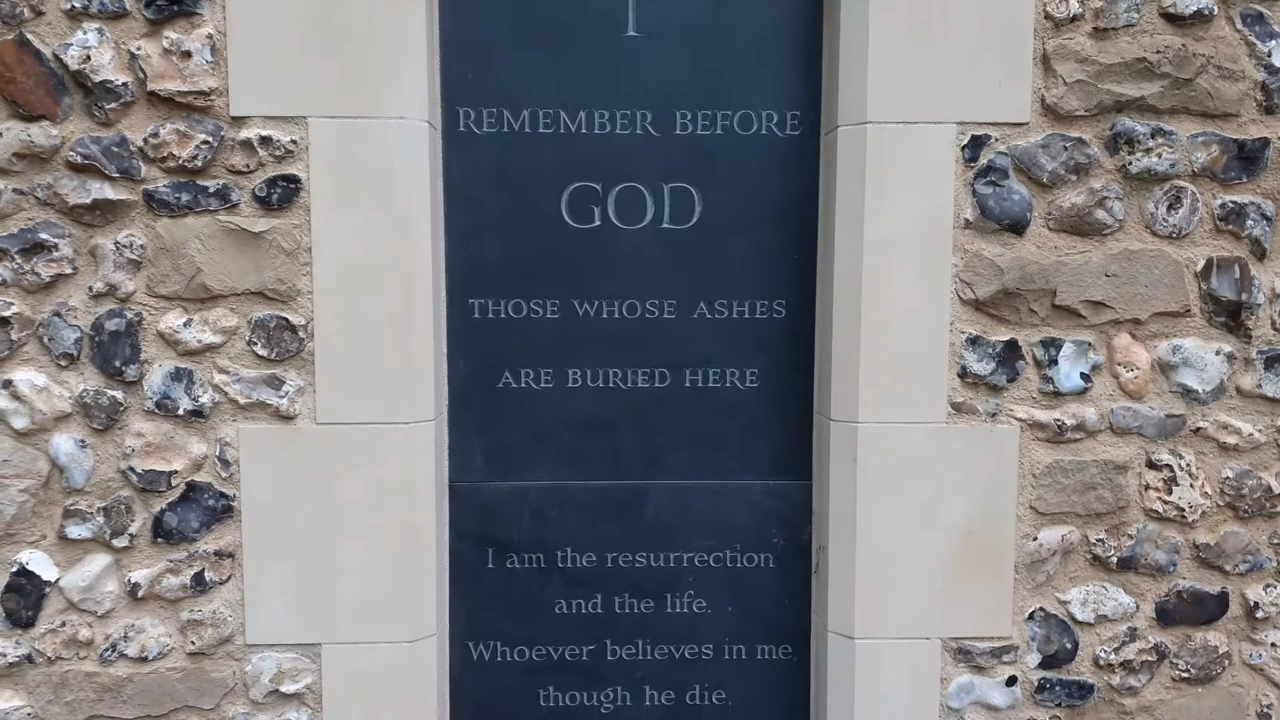 REMEMBER BEFORE
GOD
THOSE WHOSE ASHES
ARE BURIED HERE
I am the resurrection
and the life.
Whoever believes in me,
though he die,